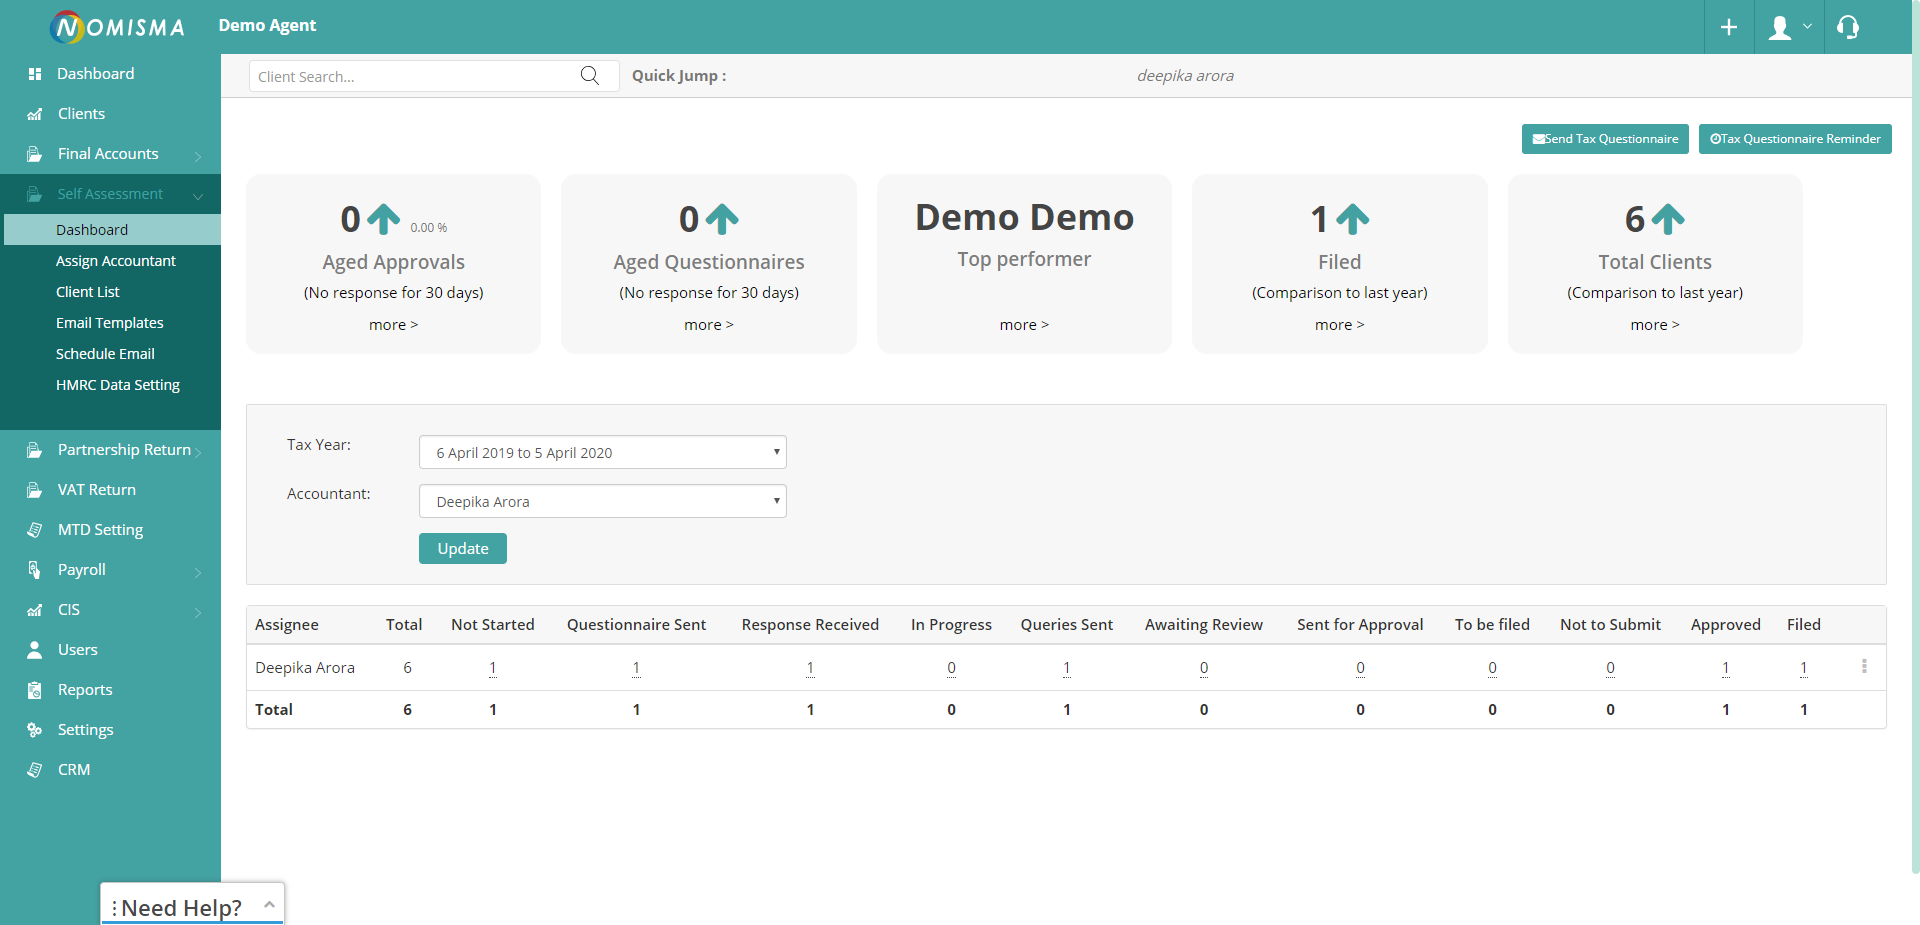 NOMISMA
Demo Agent
Dashboard
Clients
Final Accounts
Self Assessment
Dashboard
Assign Accountant
Client List
Email Templates
Schedule Email
HMRC Data Setting
Partnership Return
VAT Return
MTD Setting
Payroll
CIS
Users
Reports
Settings
CRM
Need Help?
Client Search...
Quick Jump :
deepika arora
Send Tax Questionnaire
Tax Questionnaire Reminder
0 0.00 %
Aged Approvals
(No response for 30 days)
more >
0
Aged Questionnaires
(No response for 30 days)
more >
Demo Demo
Top performer
more >
1
Filed
(Comparison to last year)
more >
6
Total Clients
(Comparison to last year)
more >
Tax Year:
6 April 2019 to 5 April 2020
Accountant:
Deepika Arora
Update
Assignee Total Not Started Questionnaire Sent Response Received In Progress Queries Sent Awaiting Review Sent for Approval To be filed Not to Submit Approved Filed
Deepika Arora 6 1 1 1 0 1 0 0 0 0 1 1
Total 6 1 1 1 0 1 0 0 0 0 1 1